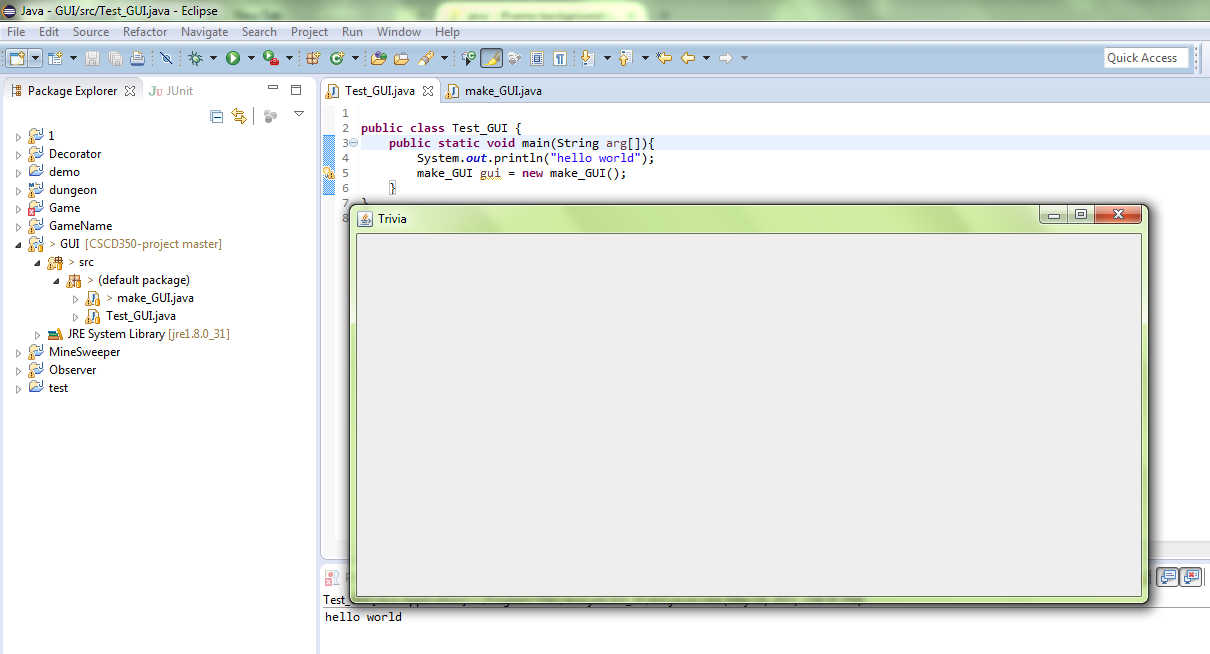 Java - GUI/src/Test_GUI.java - Eclipse
File Edit Source Refactor Navigate Search Project Run Window Help
Quick Access
Package Explorer JUnit
Test_GUI.java make_GUI.java
1
Decorator
demo
dungeon
Game
GameName
> GUI [CSCD350-project master]
> src
> (default package)
> make_GUI.java
Test_GUI.java
JRE System Library [jre1.8.0_31]
MineSweeper
Observer
test
1
2 public class Test_GUI {
3 public static void main(String arg[]){
4 System.out.println("hello world");
5 make_GUI gui = new make_GUI();
6 }
7 }
8
Trivia
hello world